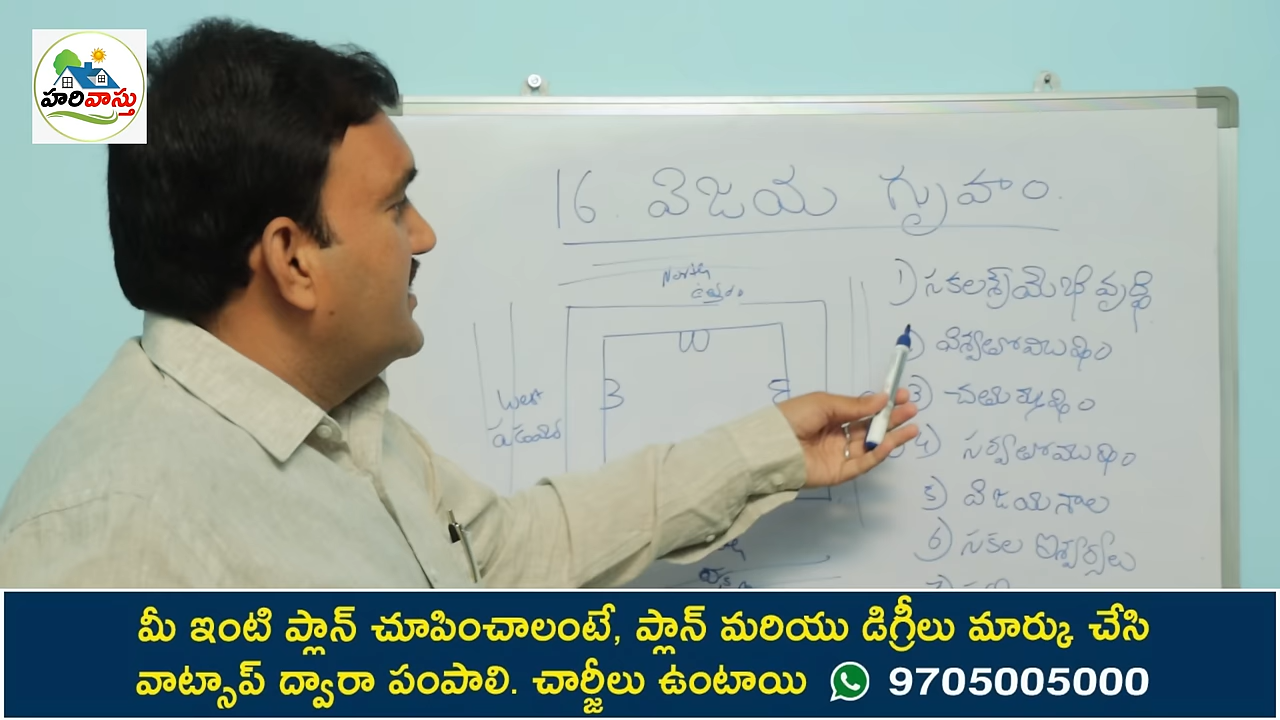 హరివాస్తు
16. విజయ గృహం.
North
ఉత్తరం
West
పడమర
1) సకలశ్రేయోభివృద్ధి
విశ్వతోముఖం
3) చతుర్ముఖం
4) సర్వతోముఖం
5) విజయశాల
6) సకల ఐశ్వర్యాలు
మీ ఇంటి ప్లాన్ చూపించాలంటే, ప్లాన్ మరియు డిగ్రీలు మార్కు చేసి
వాట్సాప్ ద్వారా పంపాలి. చార్జీలు ఉంటాయి 9705005000